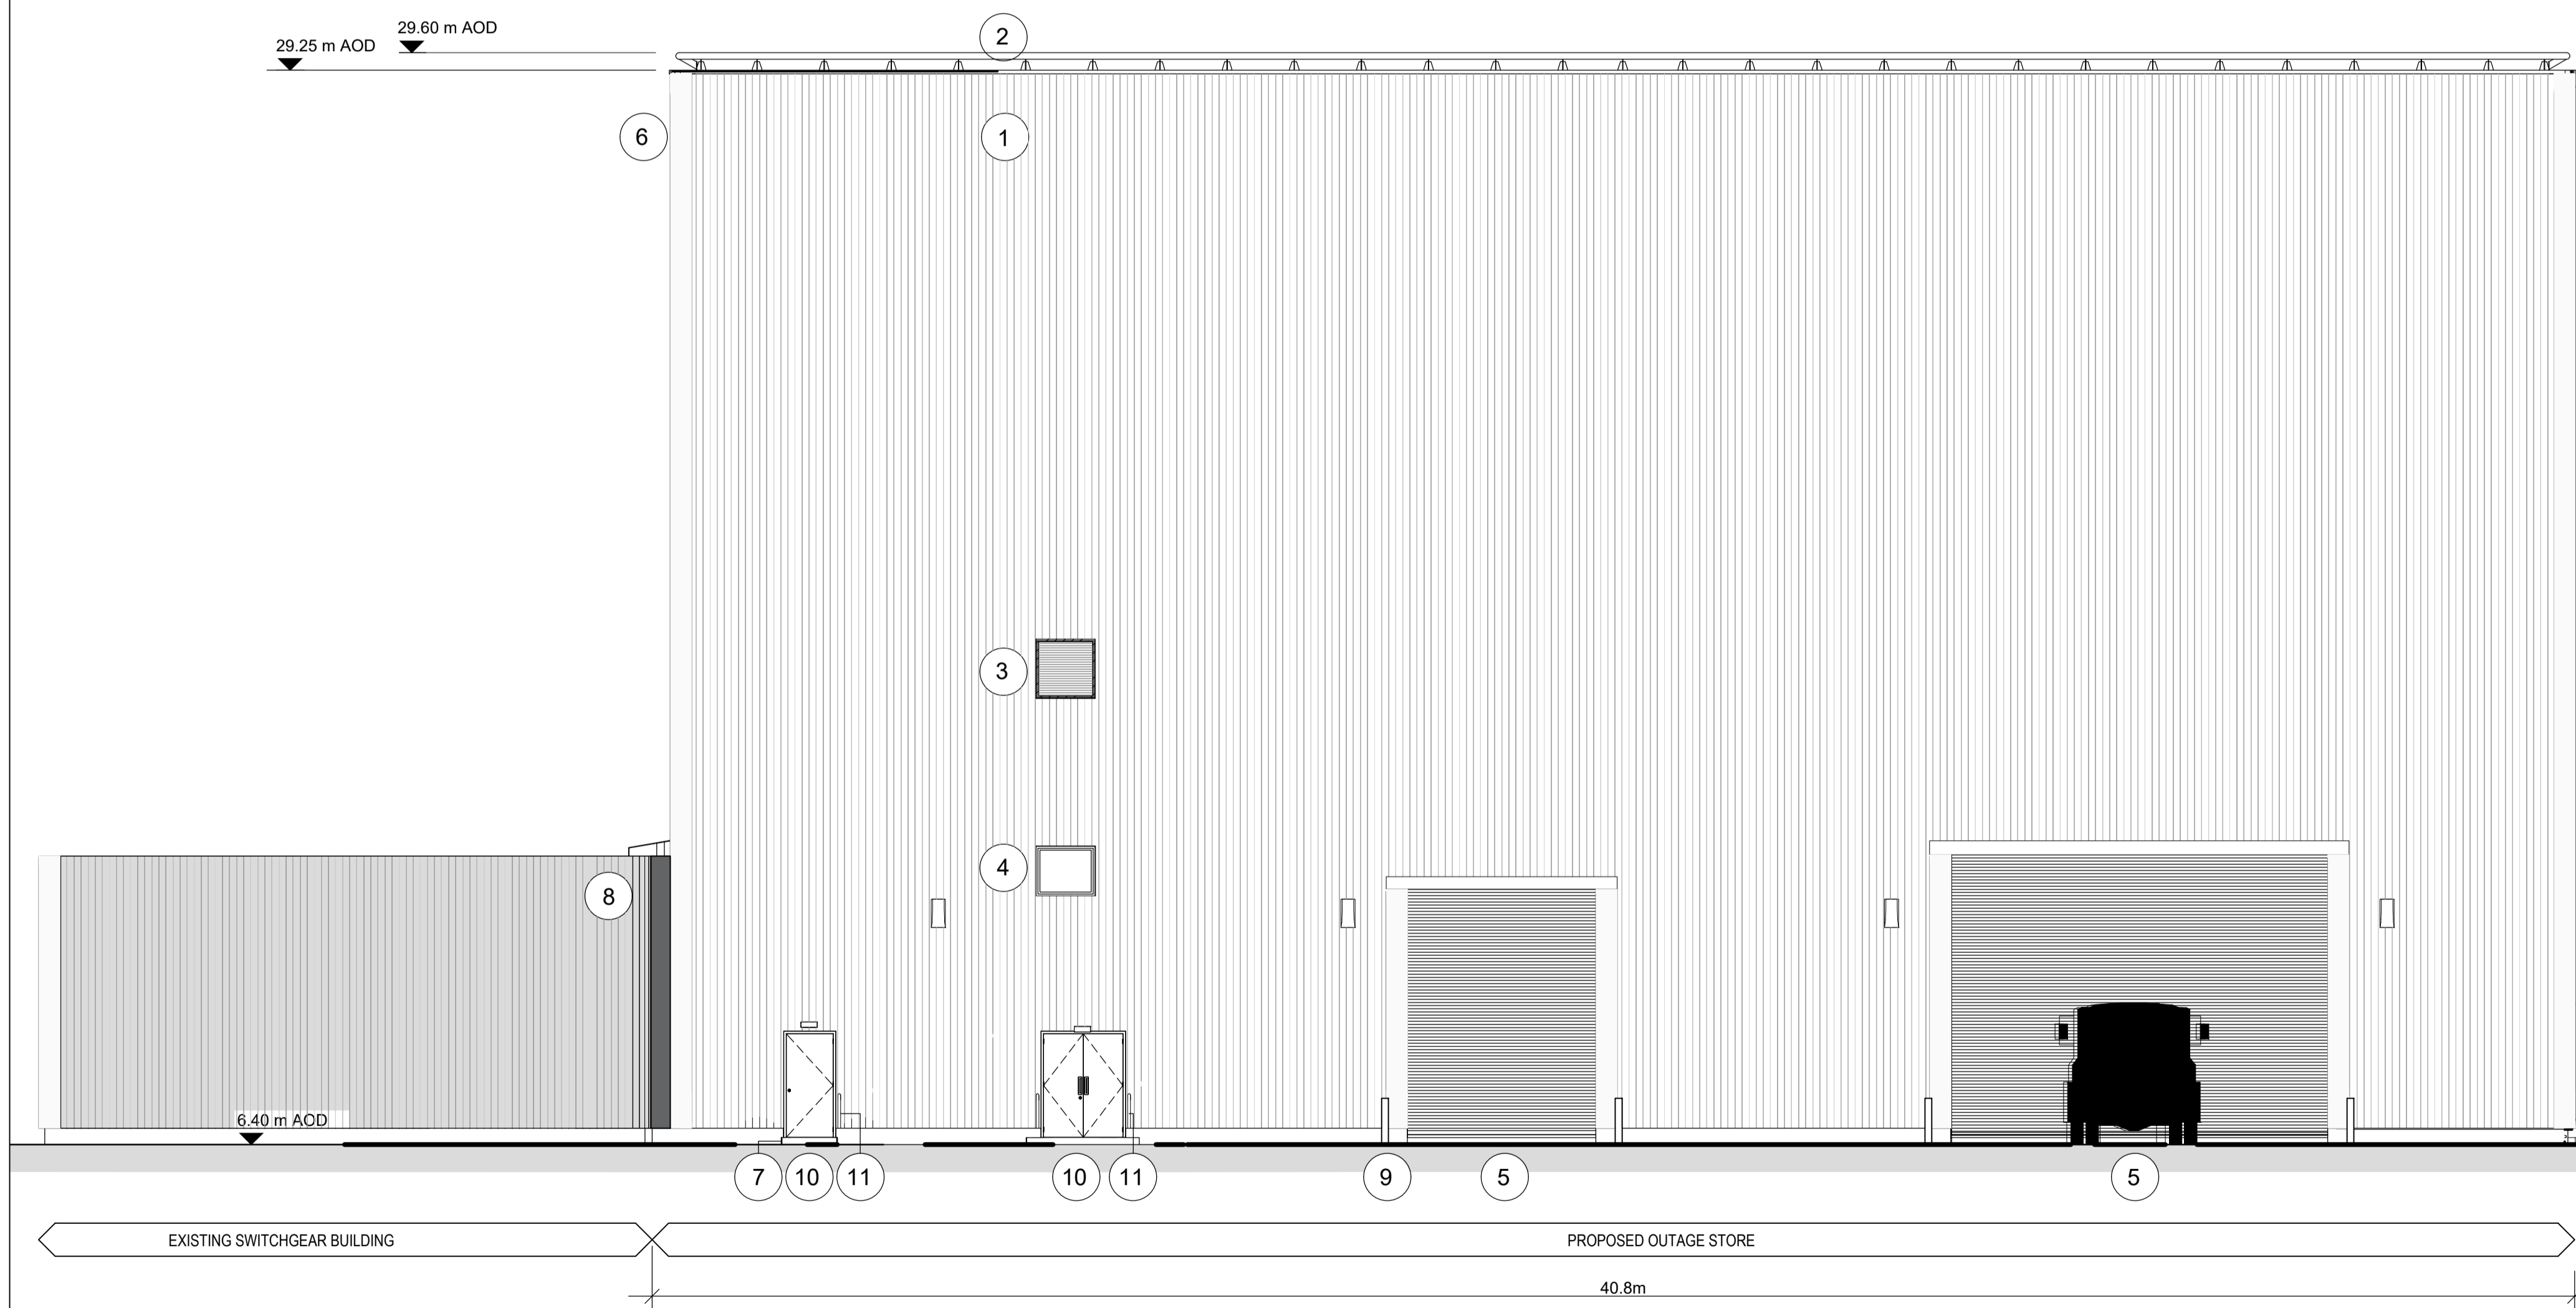 29.60 m AOD
2
29.25 m AOD
6
1
3
4
8
6.40 m AOD
7
10
11
10
11
9
5
5
EXISTING SWITCHGEAR BUILDING
PROPOSED OUTAGE STORE
40.8m